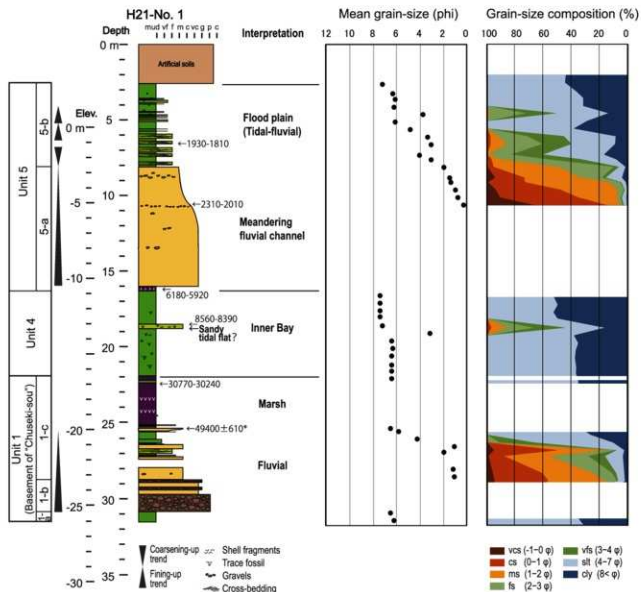 H21-No. 1
Depth
mud vf f m c vc g p c
Interpretation
Mean grain-size (phi)
Grain-size composition (%)
0 m
5
10
15
20
25
30
35
Elev.
0 m
-5
-10
-20
-25
-30
Artificial soils
Unit 5
5-b
5-a
Unit 4
Unit 1
(Basement of "Chuseki-sou")
1-c
1-b
1-
Flood plain
(Tidal-fluvial)
←1930-1810
←2310-2010
Meandering
fluvial channel
←6180-5920
8560-8390
←Sandy
tidal flat?
Inner Bay
←30770-30240
Marsh
←49400±610*
Fluvial
12 10 8 6 4 2 0
100 80 60 40 20 0
Coarsening-up
trend
Fining-up
trend
Shell fragments
Trace fossil
Gravels
Cross-bedding
vcs (-1-0 φ)
cs (0-1 φ)
ms (1-2 φ)
fs (2-3 φ)
vfs (3-4 φ)
slt (4-7 φ)
cly (8< φ)